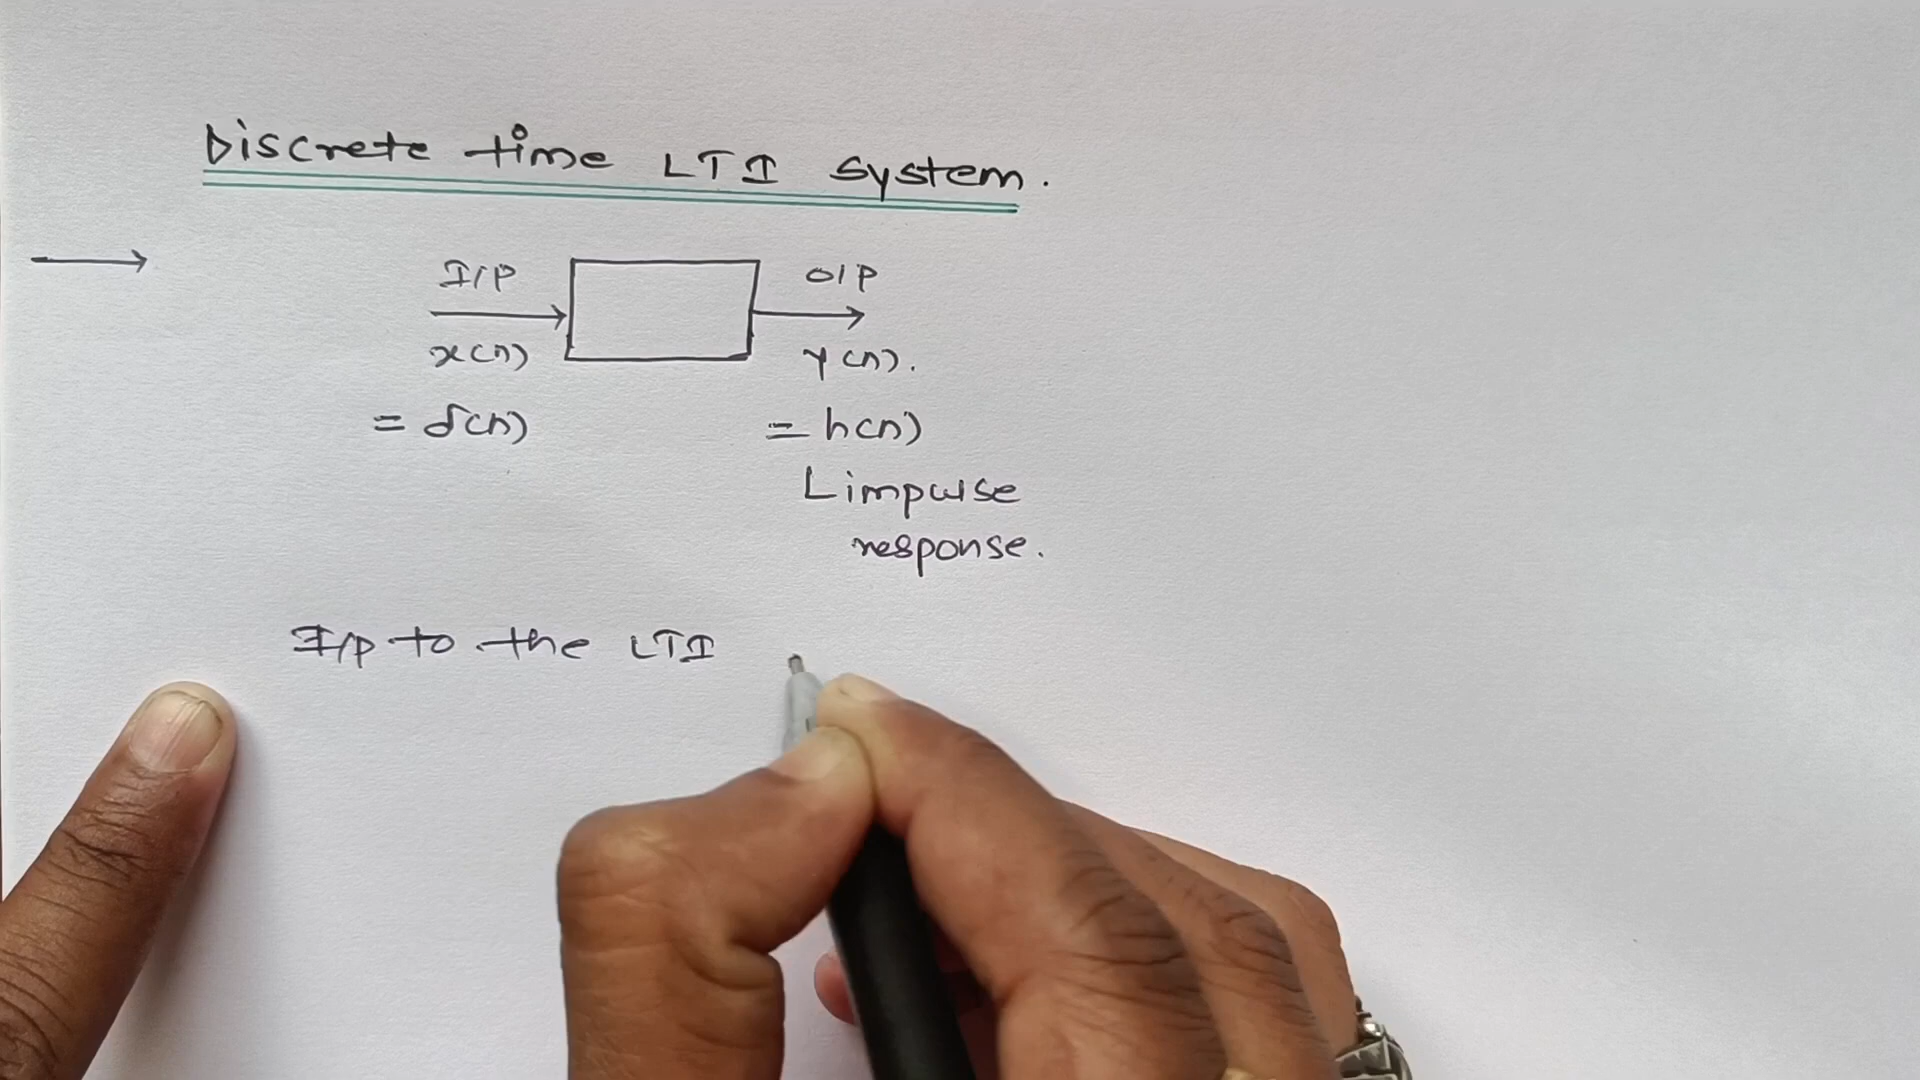 Discrete time LTI system.
I/P O/P
x(n) y(n).
= δ(n) = h(n)
impulse
response.
I/p to the LTI